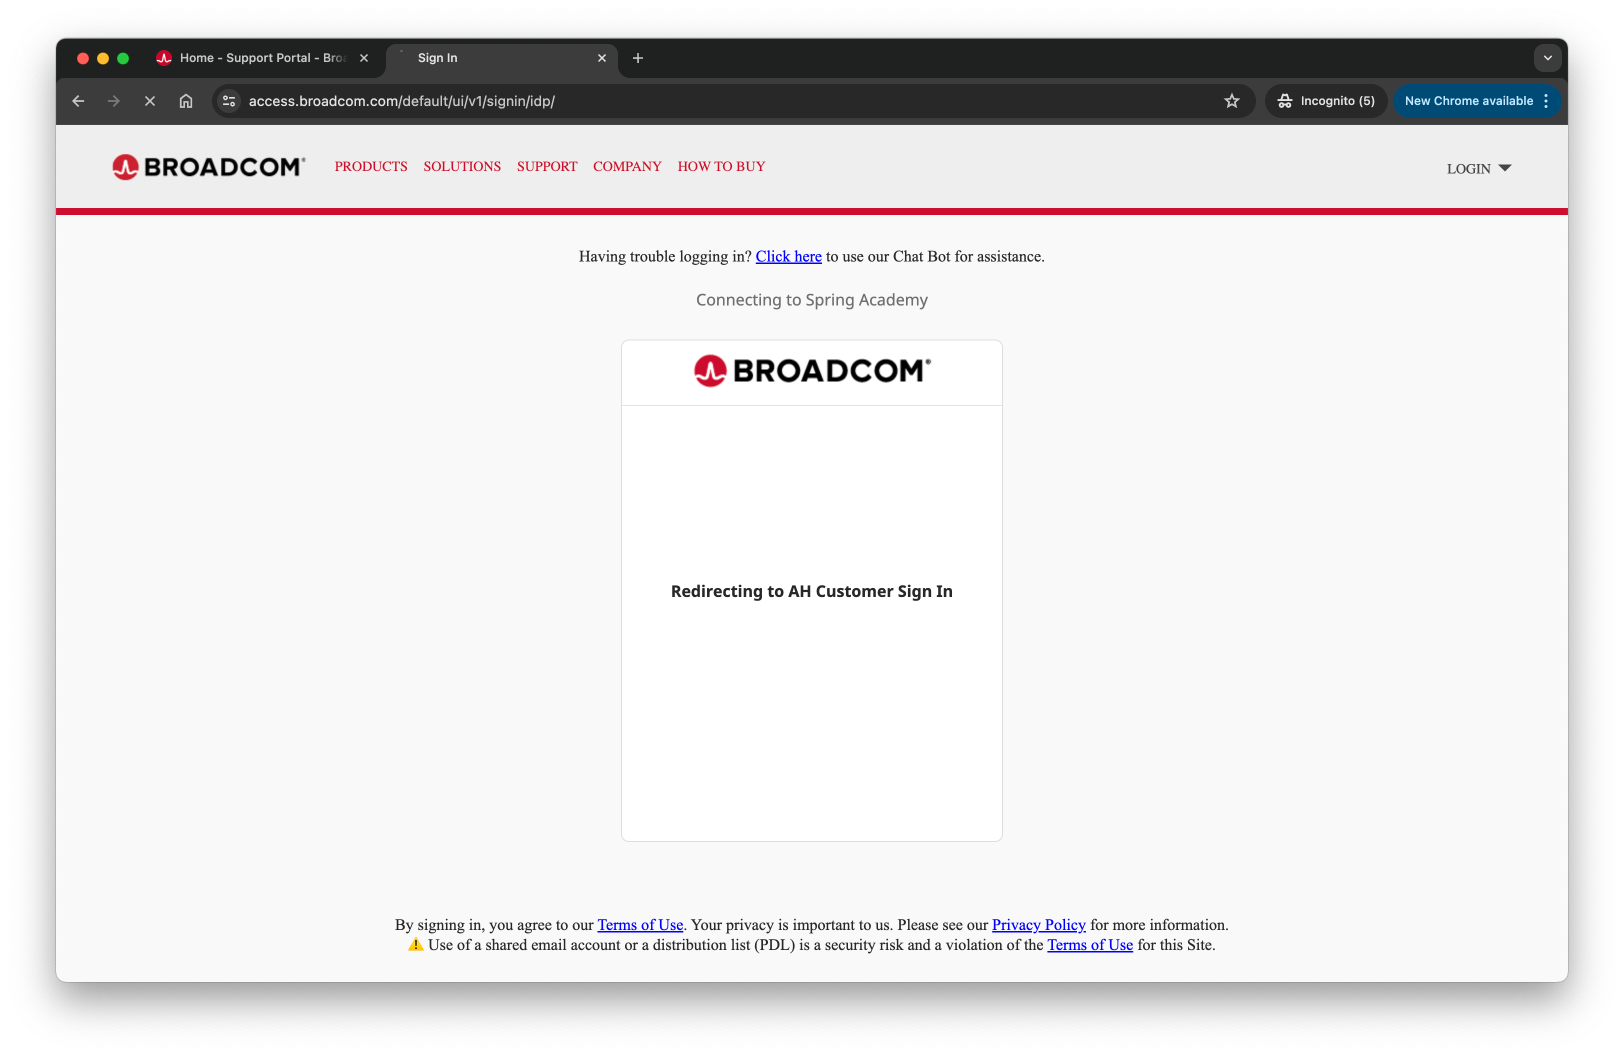 Home - Support Portal - Bro
Sign In
access.broadcom.com/default/ui/v1/signin/idp/
Incognito (5)
New Chrome available
BROADCOM®
PRODUCTS SOLUTIONS SUPPORT COMPANY HOW TO BUY
LOGIN
Having trouble logging in? Click here to use our Chat Bot for assistance.
Connecting to Spring Academy
BROADCOM®
Redirecting to AH Customer Sign In
By signing in, you agree to our Terms of Use. Your privacy is important to us. Please see our Privacy Policy for more information.
⚠️ Use of a shared email account or a distribution list (PDL) is a security risk and a violation of the Terms of Use for this Site.